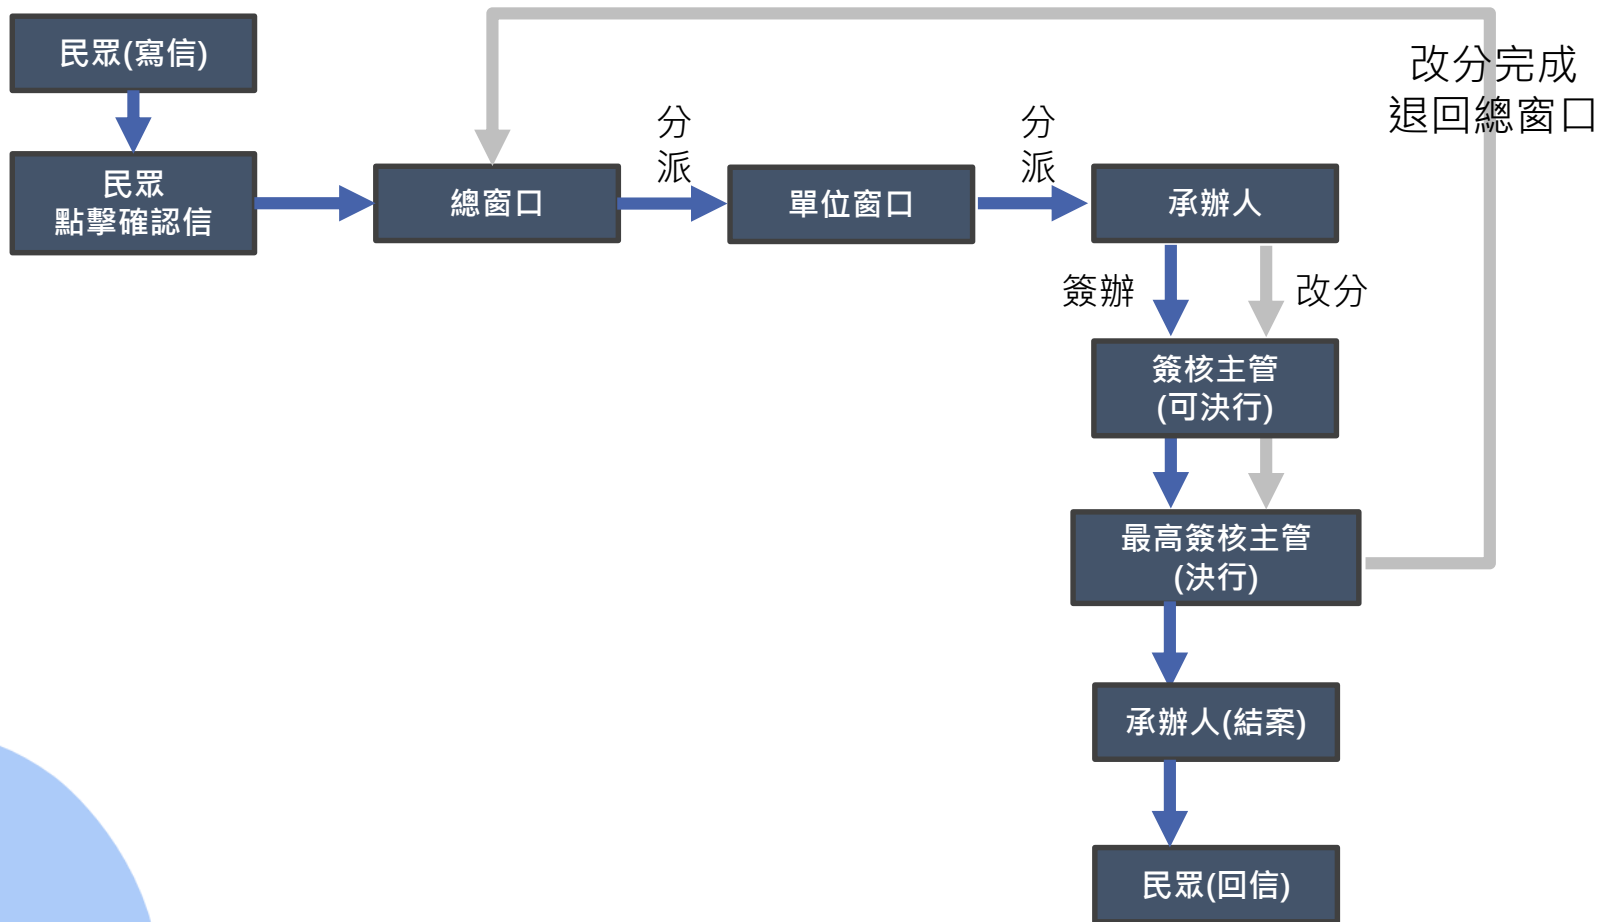 民眾(寫信)
民眾
點擊確認信
總窗口
分
派
單位窗口
分
派
承辦人
改分完成
退回總窗口
簽辦
改分
簽核主管
(可決行)
最高簽核主管
(決行)
承辦人(結案)
民眾(回信)